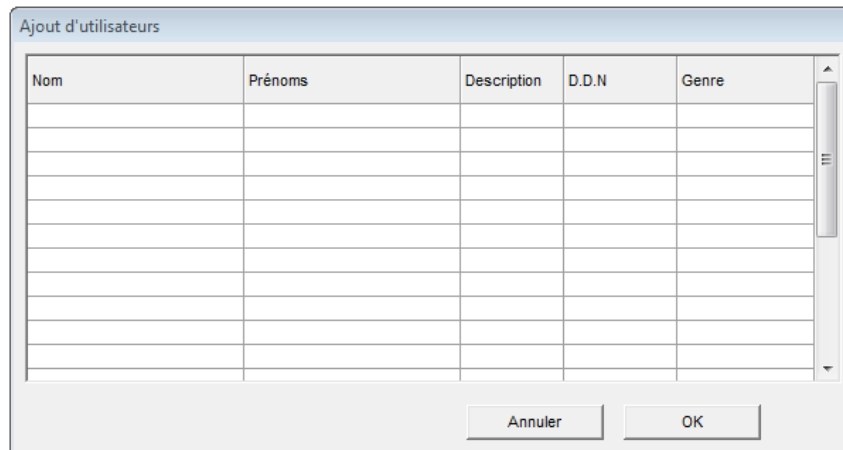 Ajout d'utilisateurs
Nom Prénoms Description D.D.N Genre
Annuler OK